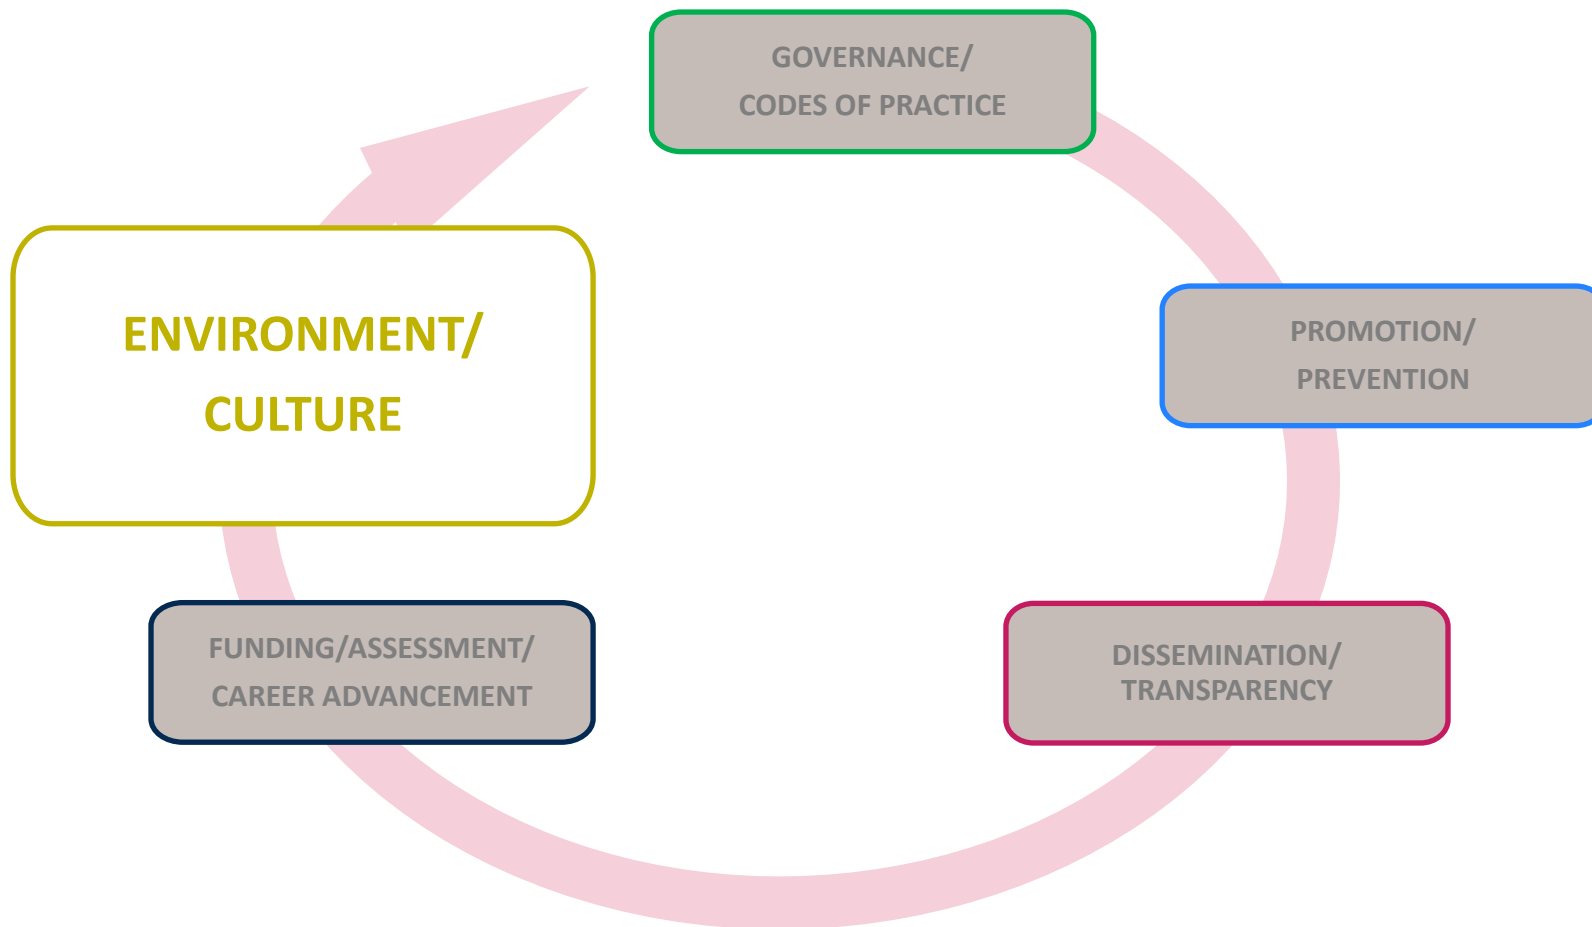 GOVERNANCE/
CODES OF PRACTICE
ENVIRONMENT/
CULTURE
PROMOTION/
PREVENTION
FUNDING/ASSESSMENT/
CAREER ADVANCEMENT
DISSEMINATION/
TRANSPARENCY